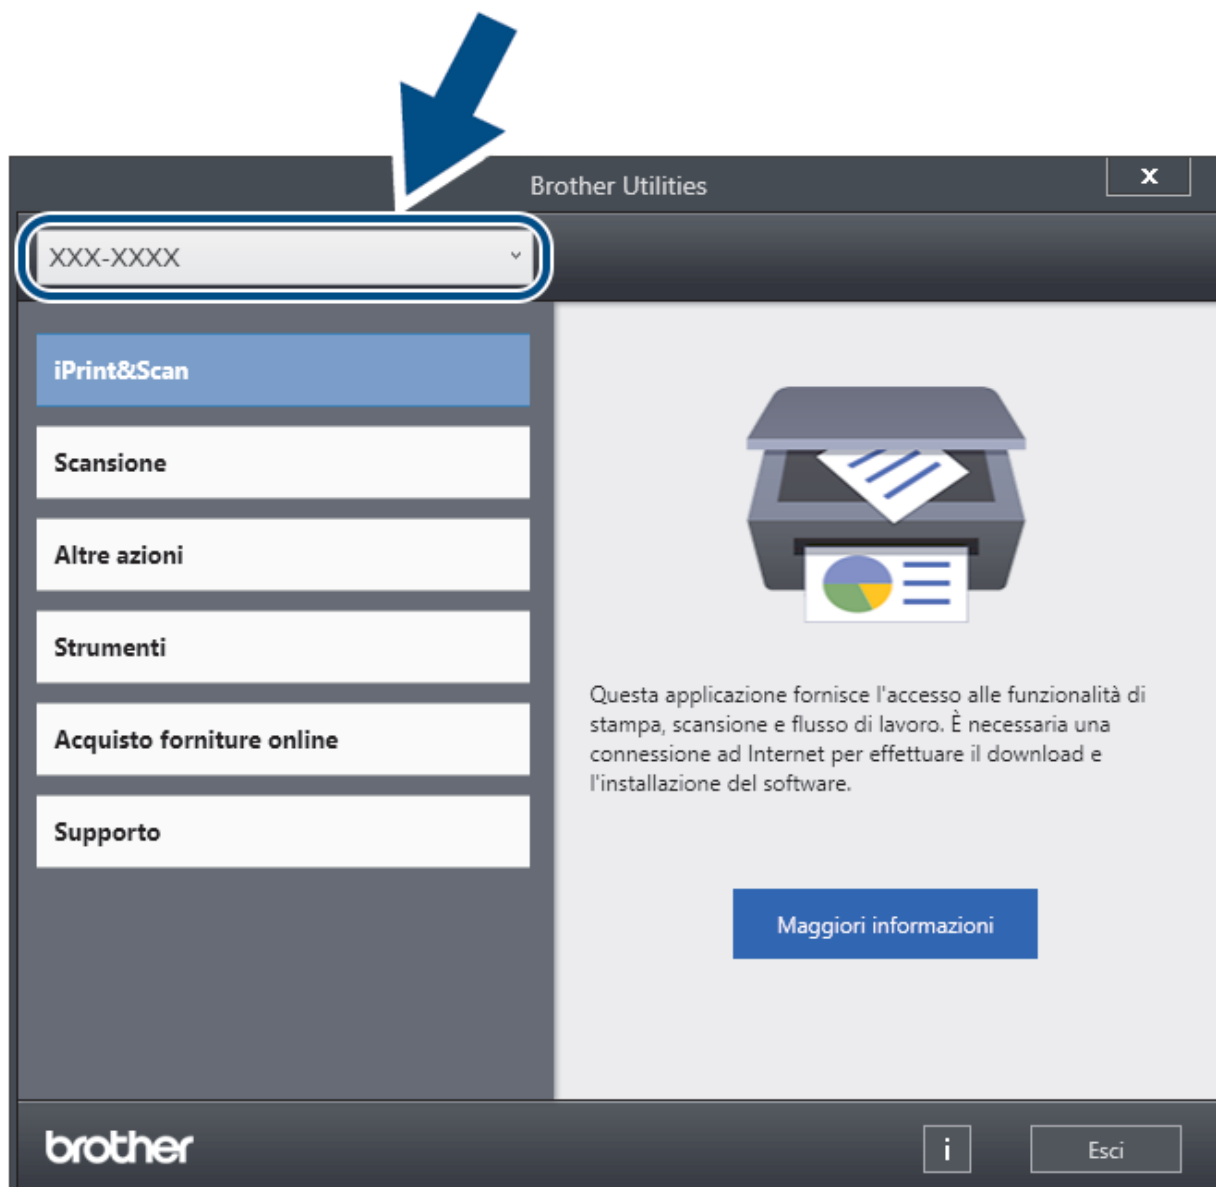 Brother Utilities
X
XXX-XXXX
iPrint&Scan
Scansione
Altre azioni
Strumenti
Acquisto forniture online
Supporto
Questa applicazione fornisce l'accesso alle funzionalità di
stampa, scansione e flusso di lavoro. È necessaria una
connessione ad Internet per effettuare il download e
l'installazione del software.
Maggiori informazioni
brother
i
Esci